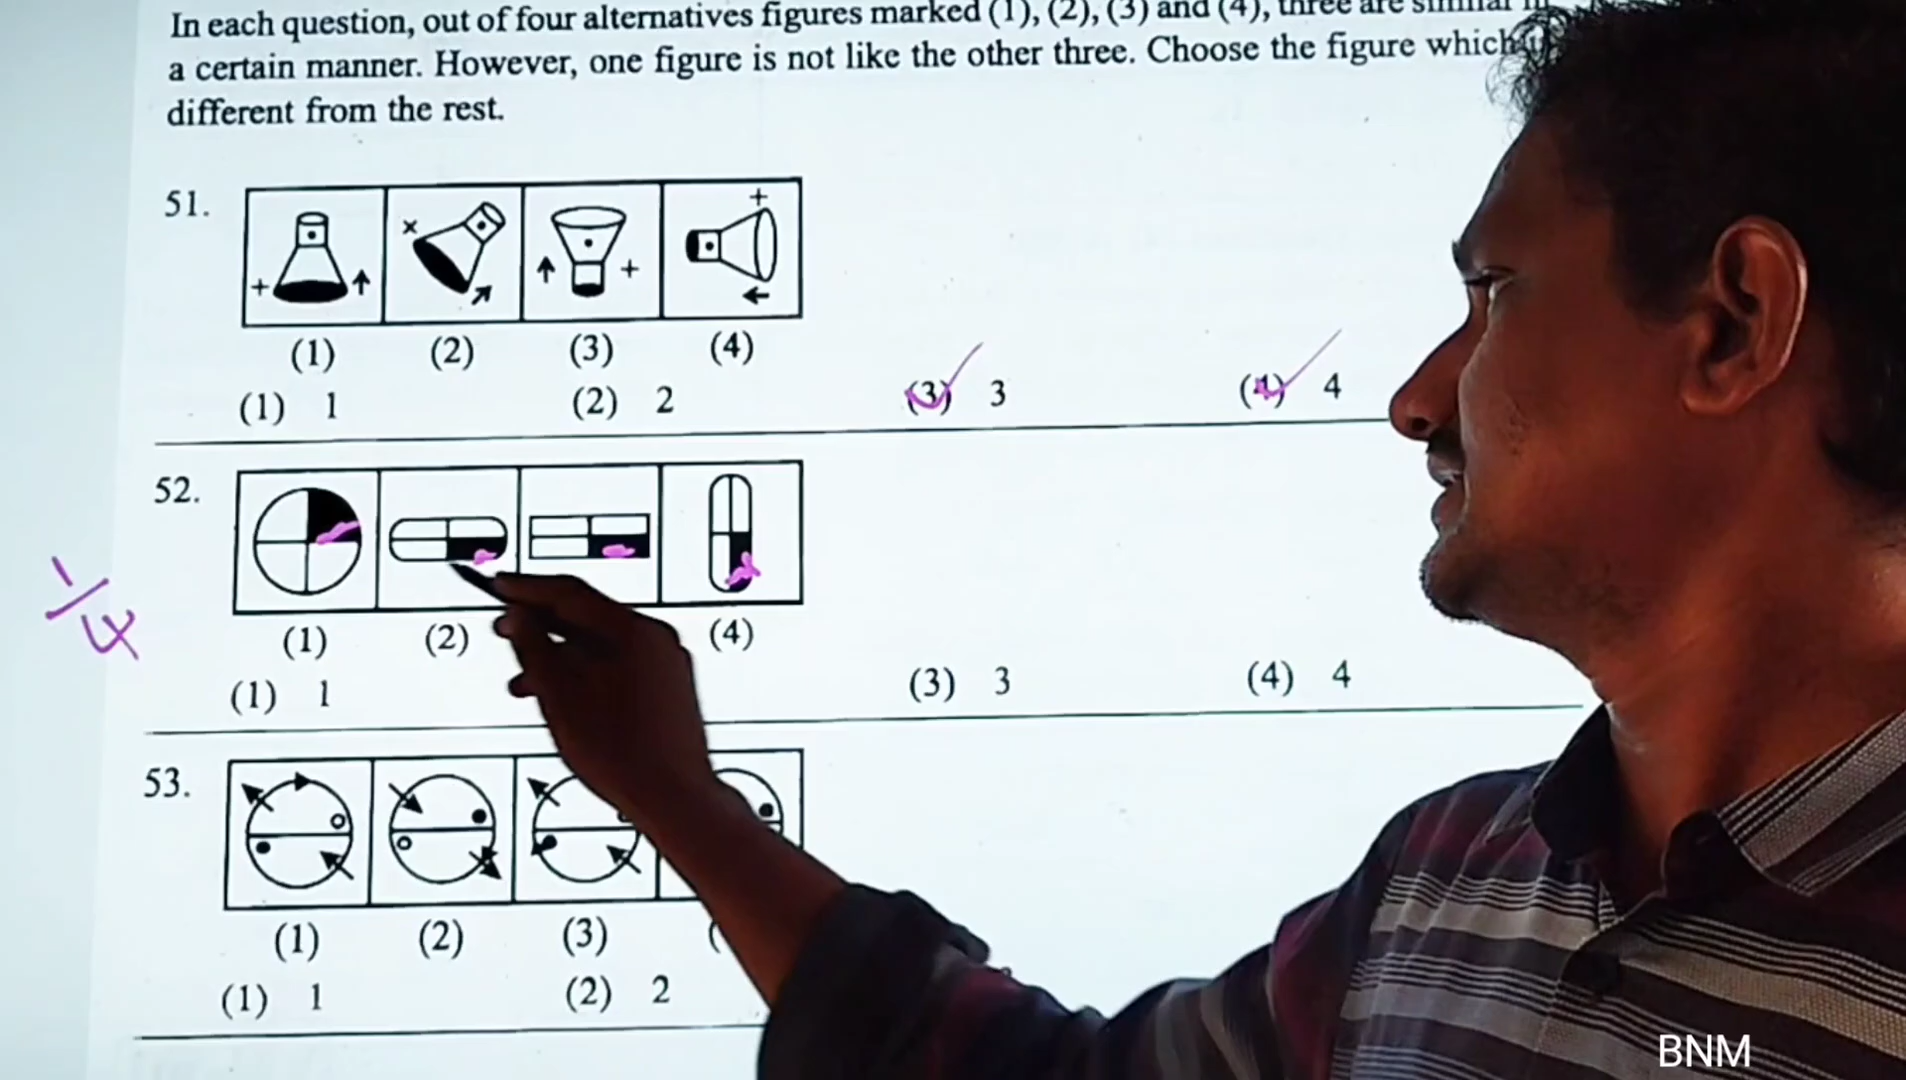 In each question, out of four alternatives figures marked (1), (2), (3) and (4), three are similar in
a certain manner. However, one figure is not like the other three. Choose the figure which
different from the rest.
51.
(1) (2) (3) (4)
(1) 1 (2) 2 (3) 3 (4) 4
52.
(1) (2) (4)
(1) 1 (3) 3 (4) 4
1/4
53.
(1) (2) (3)
(1) 1 (2) 2
BNM